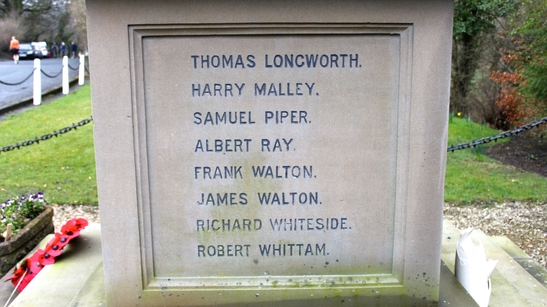 THOMAS LONGWORTH.
HARRY MALLEY.
SAMUEL PIPER.
ALBERT RAY.
FRANK WALTON.
JAMES WALTON.
RICHARD WHITESIDE.
ROBERT WHITTAM.